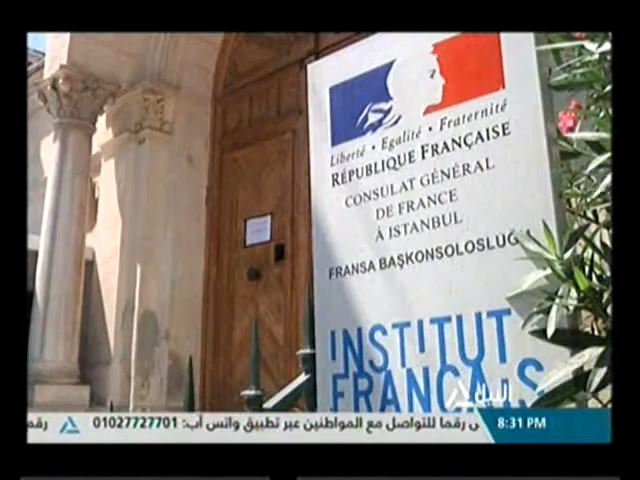 Liberté • Egalité • Fraternité
RÉPUBLIQUE FRANÇAISE
CONSULAT GÉNÉRAL
DE FRANCE
À ISTANBUL
FRANSA BAŞKONSOLOSLUĞ
INSTITUT
FRANÇAIS
رقما للتواصل مع المواطنين عبر تطبيق واتس آب: 01027727701
رقم
8:31 PM